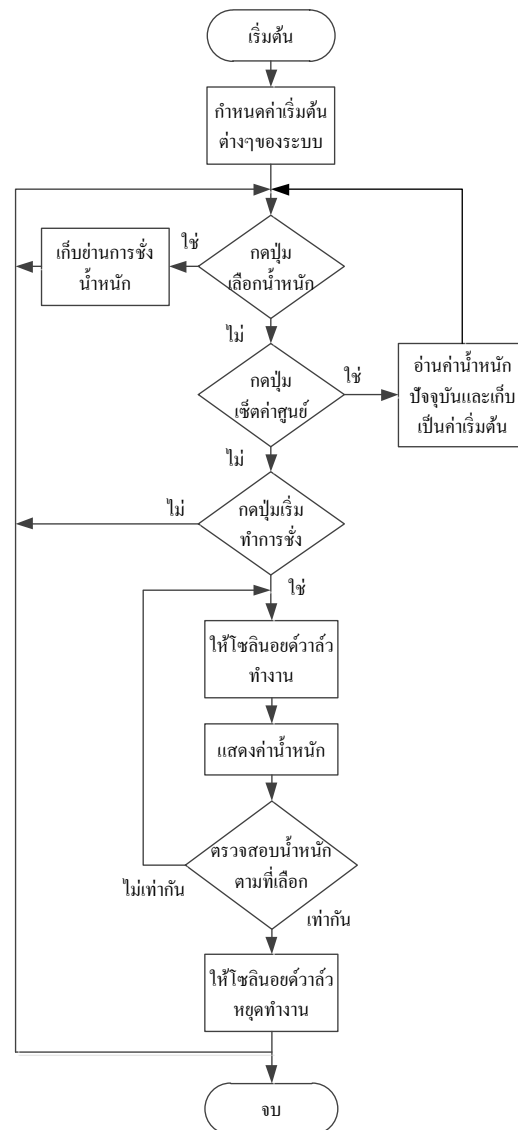 เริ่มต้น
กำหนดค่าเริ่มต้น
ต่างๆของระบบ
กดปุ่ม
เลือกน้ำหนัก
ใช่
เก็บย่านการชั่ง
น้ำหนัก
ไม่
กดปุ่ม
เซ็ตค่าศูนย์
ใช่
อ่านค่าน้ำหนัก
ปัจจุบันและเก็บ
เป็นค่าเริ่มต้น
ไม่
กดปุ่มเริ่ม
ทำการชั่ง
ไม่
ใช่
ให้โซลินอยด์วาล์ว
ทำงาน
แสดงค่าน้ำหนัก
ตรวจสอบน้ำหนัก
ตามที่เลือก
ไม่เท่ากัน
เท่ากัน
ให้โซลินอยด์วาล์ว
หยุดทำงาน
จบ